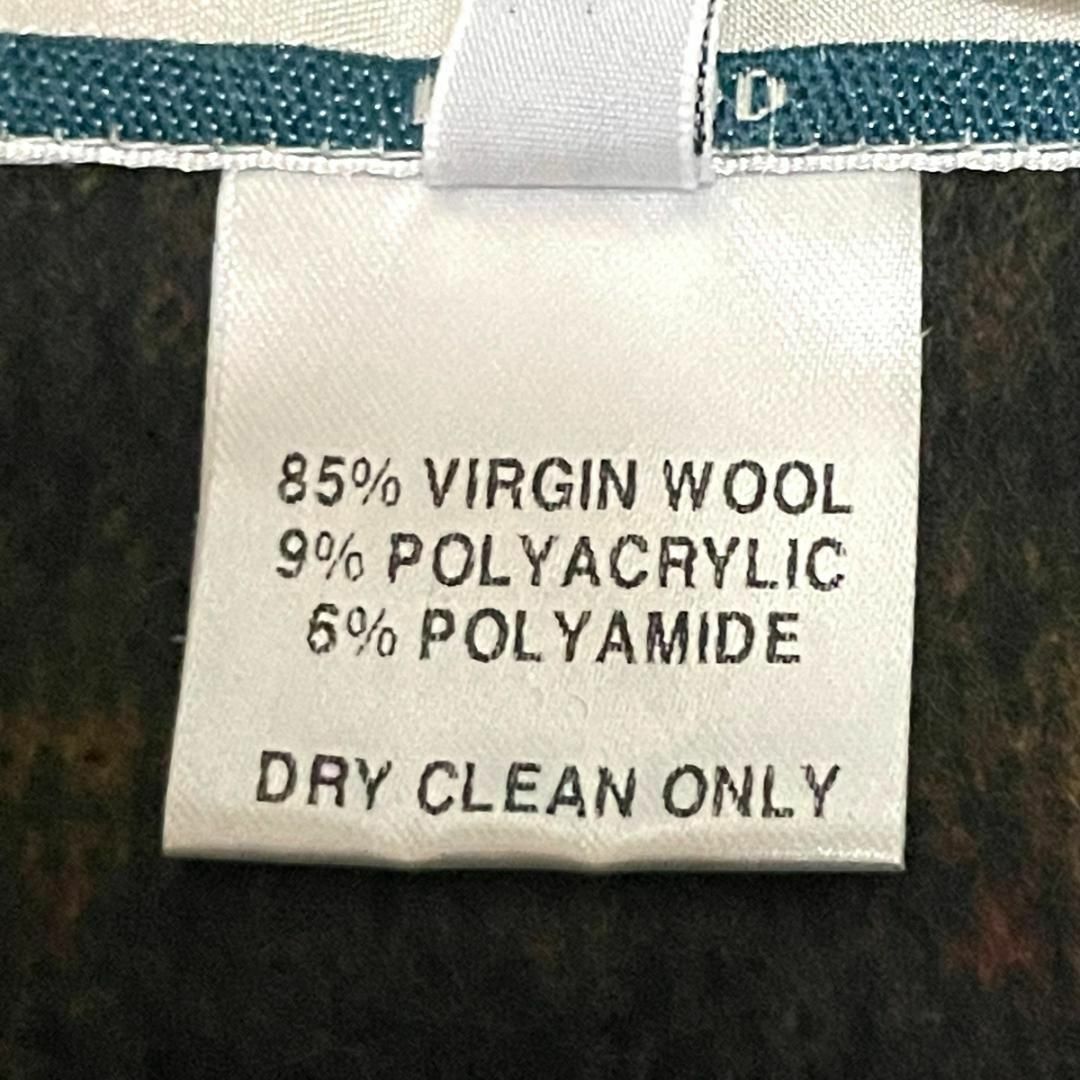 D
85% VIRGIN WOOL
9% POLYACRYLIC
6% POLYAMIDE
DRY CLEAN ONLY